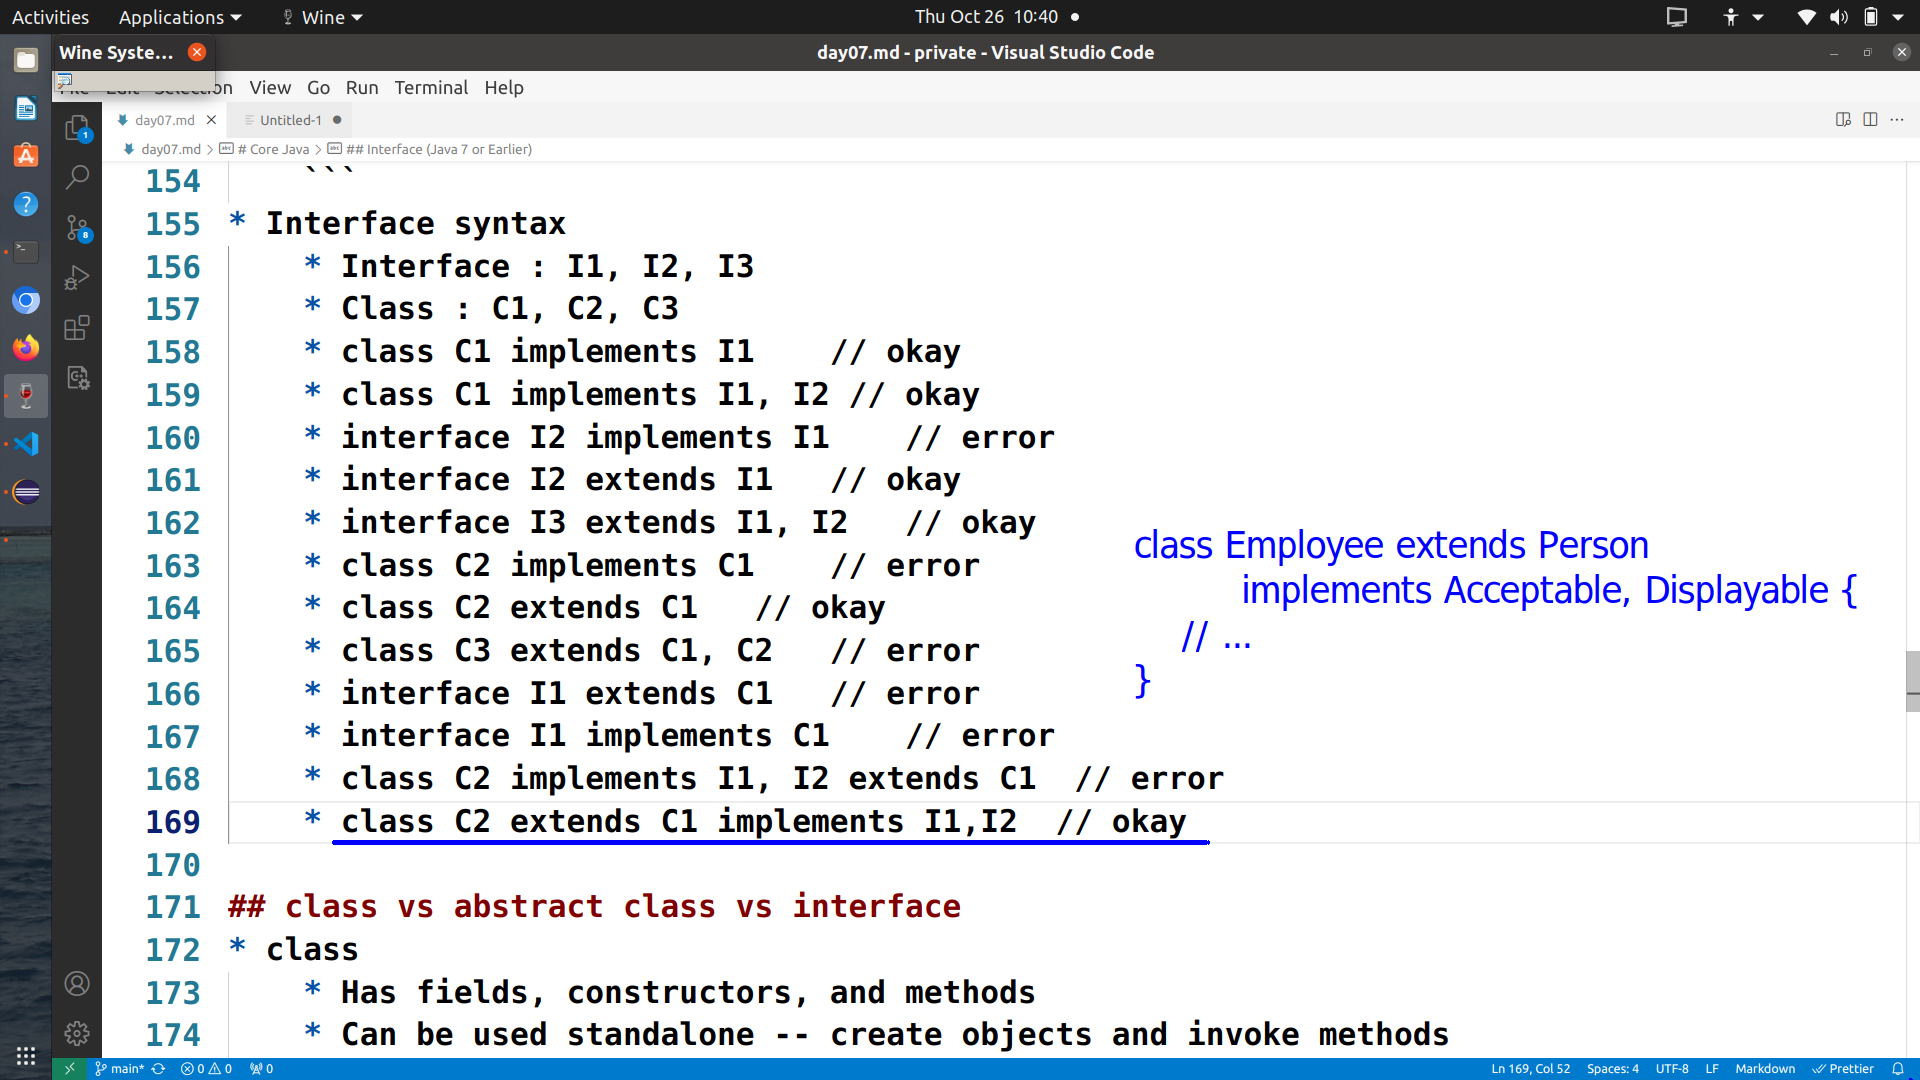 Activities Applications Wine Thu Oct 26 10:40
Wine Syste... day07.md - private - Visual Studio Code
View Go Run Terminal Help
day07.md Untitled-1
day07.md > # Core Java > ## Interface (Java 7 or Earlier)
154 ```
155 * Interface syntax
156 * Interface : I1, I2, I3
157 * Class : C1, C2, C3
158 * class C1 implements I1 // okay
159 * class C1 implements I1, I2 // okay
160 * interface I2 implements I1 // error
161 * interface I2 extends I1 // okay
162 * interface I3 extends I1, I2 // okay
163 * class C2 implements C1 // error
164 * class C2 extends C1 // okay
165 * class C3 extends C1, C2 // error
166 * interface I1 extends C1 // error
167 * interface I1 implements C1 // error
168 * class C2 implements I1, I2 extends C1 // error
169 * class C2 extends C1 implements I1,I2 // okay
170
171 ## class vs abstract class vs interface
172 * class
173 * Has fields, constructors, and methods
174 * Can be used standalone -- create objects and invoke methods
class Employee extends Person
implements Acceptable, Displayable {
// ...
}
1
8
main* 0 0 0 Ln 169, Col 52 Spaces: 4 UTF-8 LF Markdown Prettier